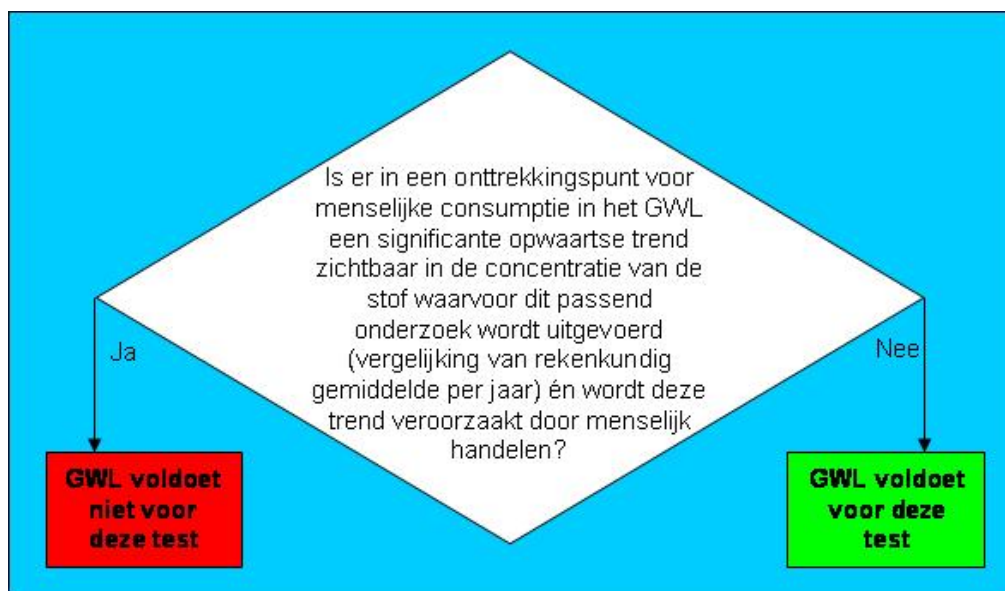 Is er in een onttrekkingspunt voor
menselijke consumptie in het GWL
een significante opwaartse trend
zichtbaar in de concentratie van de
stof waarvoor dit passend
onderzoek wordt uitgevoerd
(vergelijking van rekenkundig
gemiddelde per jaar) én wordt deze
trend veroorzaakt door menselijk
handelen?
Ja
Nee
GWL voldoet
niet voor
deze test
GWL voldoet
voor deze
test